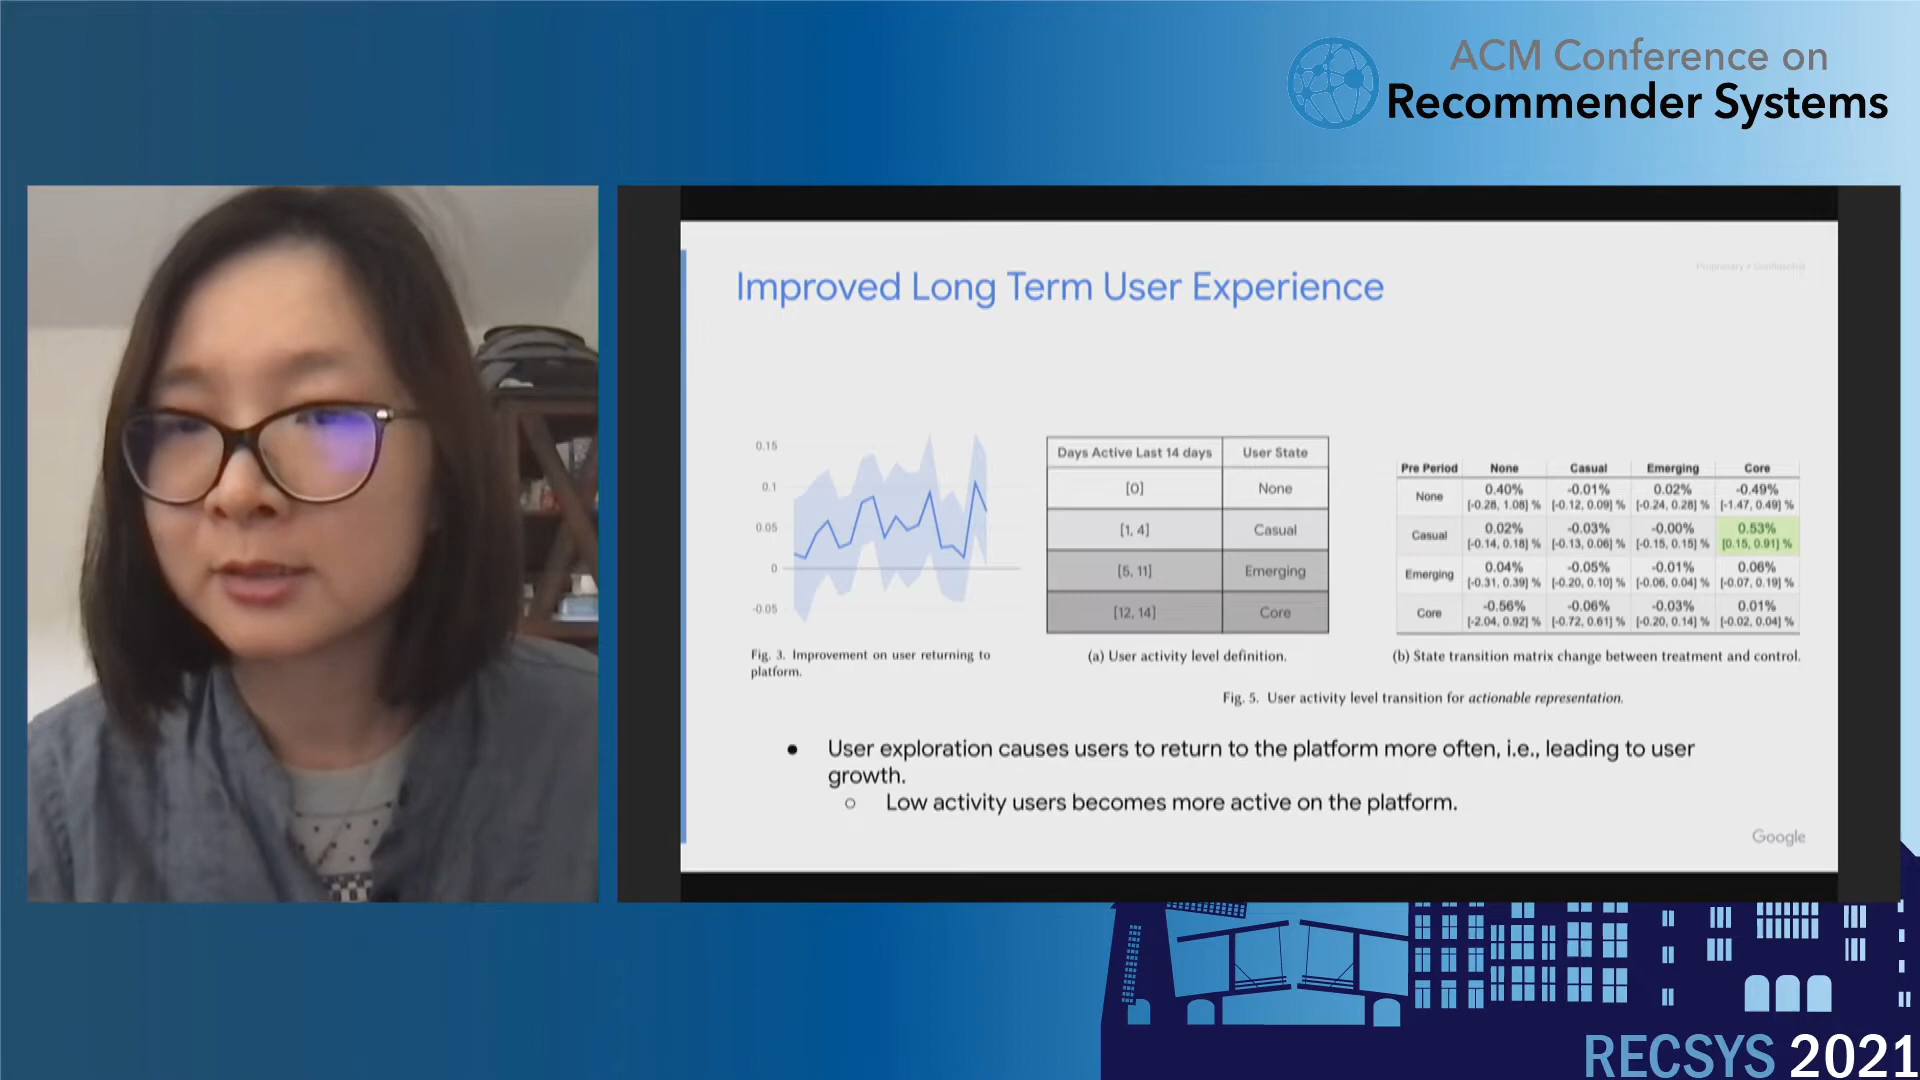 ACM Conference on
Recommender Systems
Proprietary + Confidential
Improved Long Term User Experience
0.15
0.1
0.05
0
-0.05
Fig. 3. Improvement on user returning to
platform.
Days Active Last 14 days User State
[0] None
[1, 4] Casual
[5, 11] Emerging
[12, 14] Core
(a) User activity level definition.
Pre Period None Casual Emerging Core
None 0.40% -0.01% 0.02% -0.49%
[-0.28, 1.08] % [-0.12, 0.09] % [-0.24, 0.28] % [-1.47, 0.49] %
Casual 0.02% -0.03% -0.00% 0.53%
[-0.14, 0.18] % [-0.13, 0.06] % [-0.15, 0.15] % [0.15, 0.91] %
Emerging 0.04% -0.05% -0.01% 0.06%
[-0.31, 0.39] % [-0.20, 0.10] % [-0.06, 0.04] % [-0.07, 0.19] %
Core -0.56% -0.06% -0.03% 0.01%
[-2.04, 0.92] % [-0.72, 0.61] % [-0.20, 0.14] % [-0.02, 0.04] %
(b) State transition matrix change between treatment and control.
Fig. 5. User activity level transition for actionable representation.
● User exploration causes users to return to the platform more often, i.e., leading to user
growth.
○ Low activity users becomes more active on the platform.
Google
RECSYS 2021